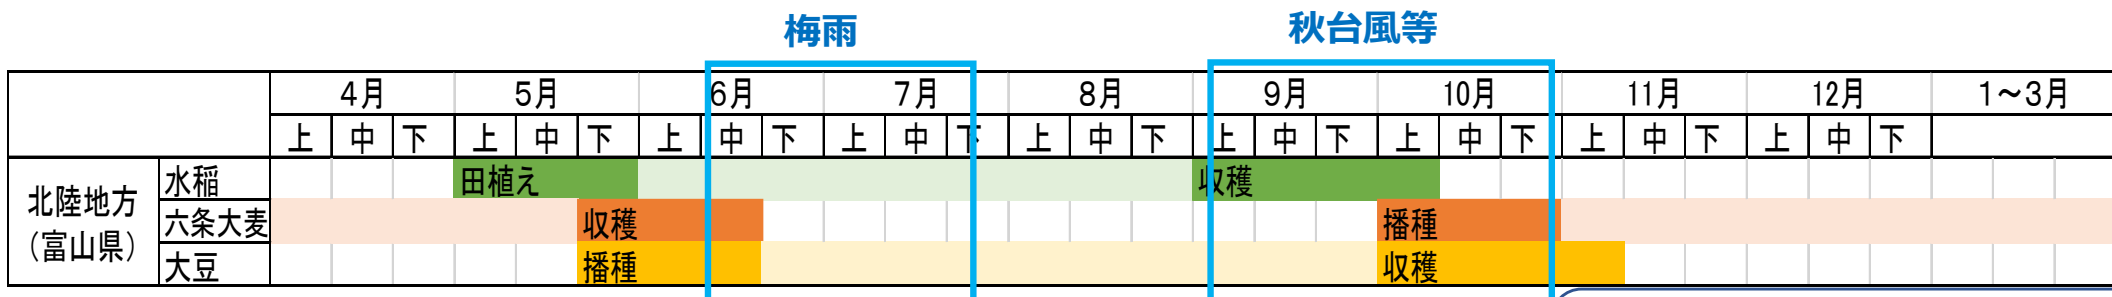 梅雨 秋台風等
4月 5月 6月 7月 8月 9月 10月 11月 12月 1～3月
上 中 下 上 中 下 上 中 下 上 中 下 上 中 下 上 中 下 上 中 下 上 中 下 上 中 下
北陸地方
（富山県）
水稲 田植え 収穫
六条大麦 収穫 播種
大豆 播種 収穫